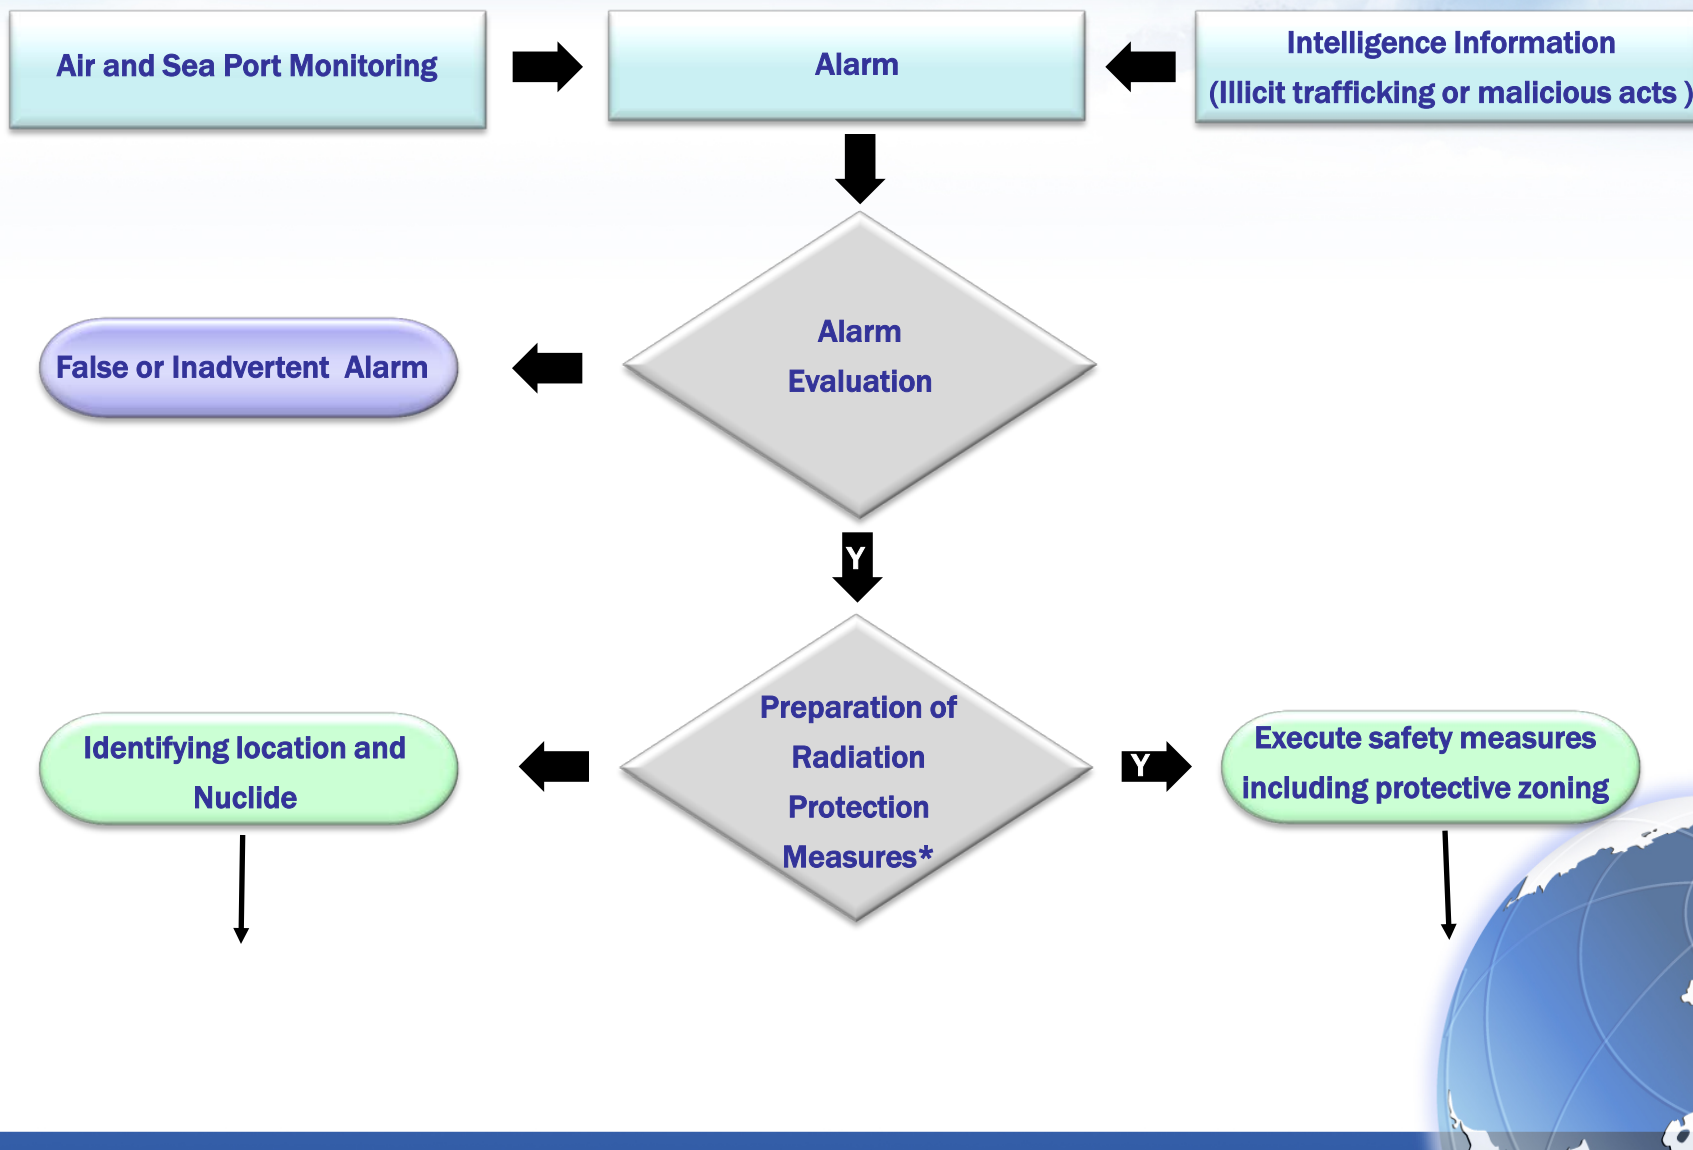 Air and Sea Port Monitoring
Alarm
Intelligence Information
(Illicit trafficking or malicious acts )
Alarm
Evaluation
False or Inadvertent  Alarm
Y
Preparation of
Radiation
Protection
Measures*
Identifying location and
Nuclide
Y
Execute safety measures
including protective zoning